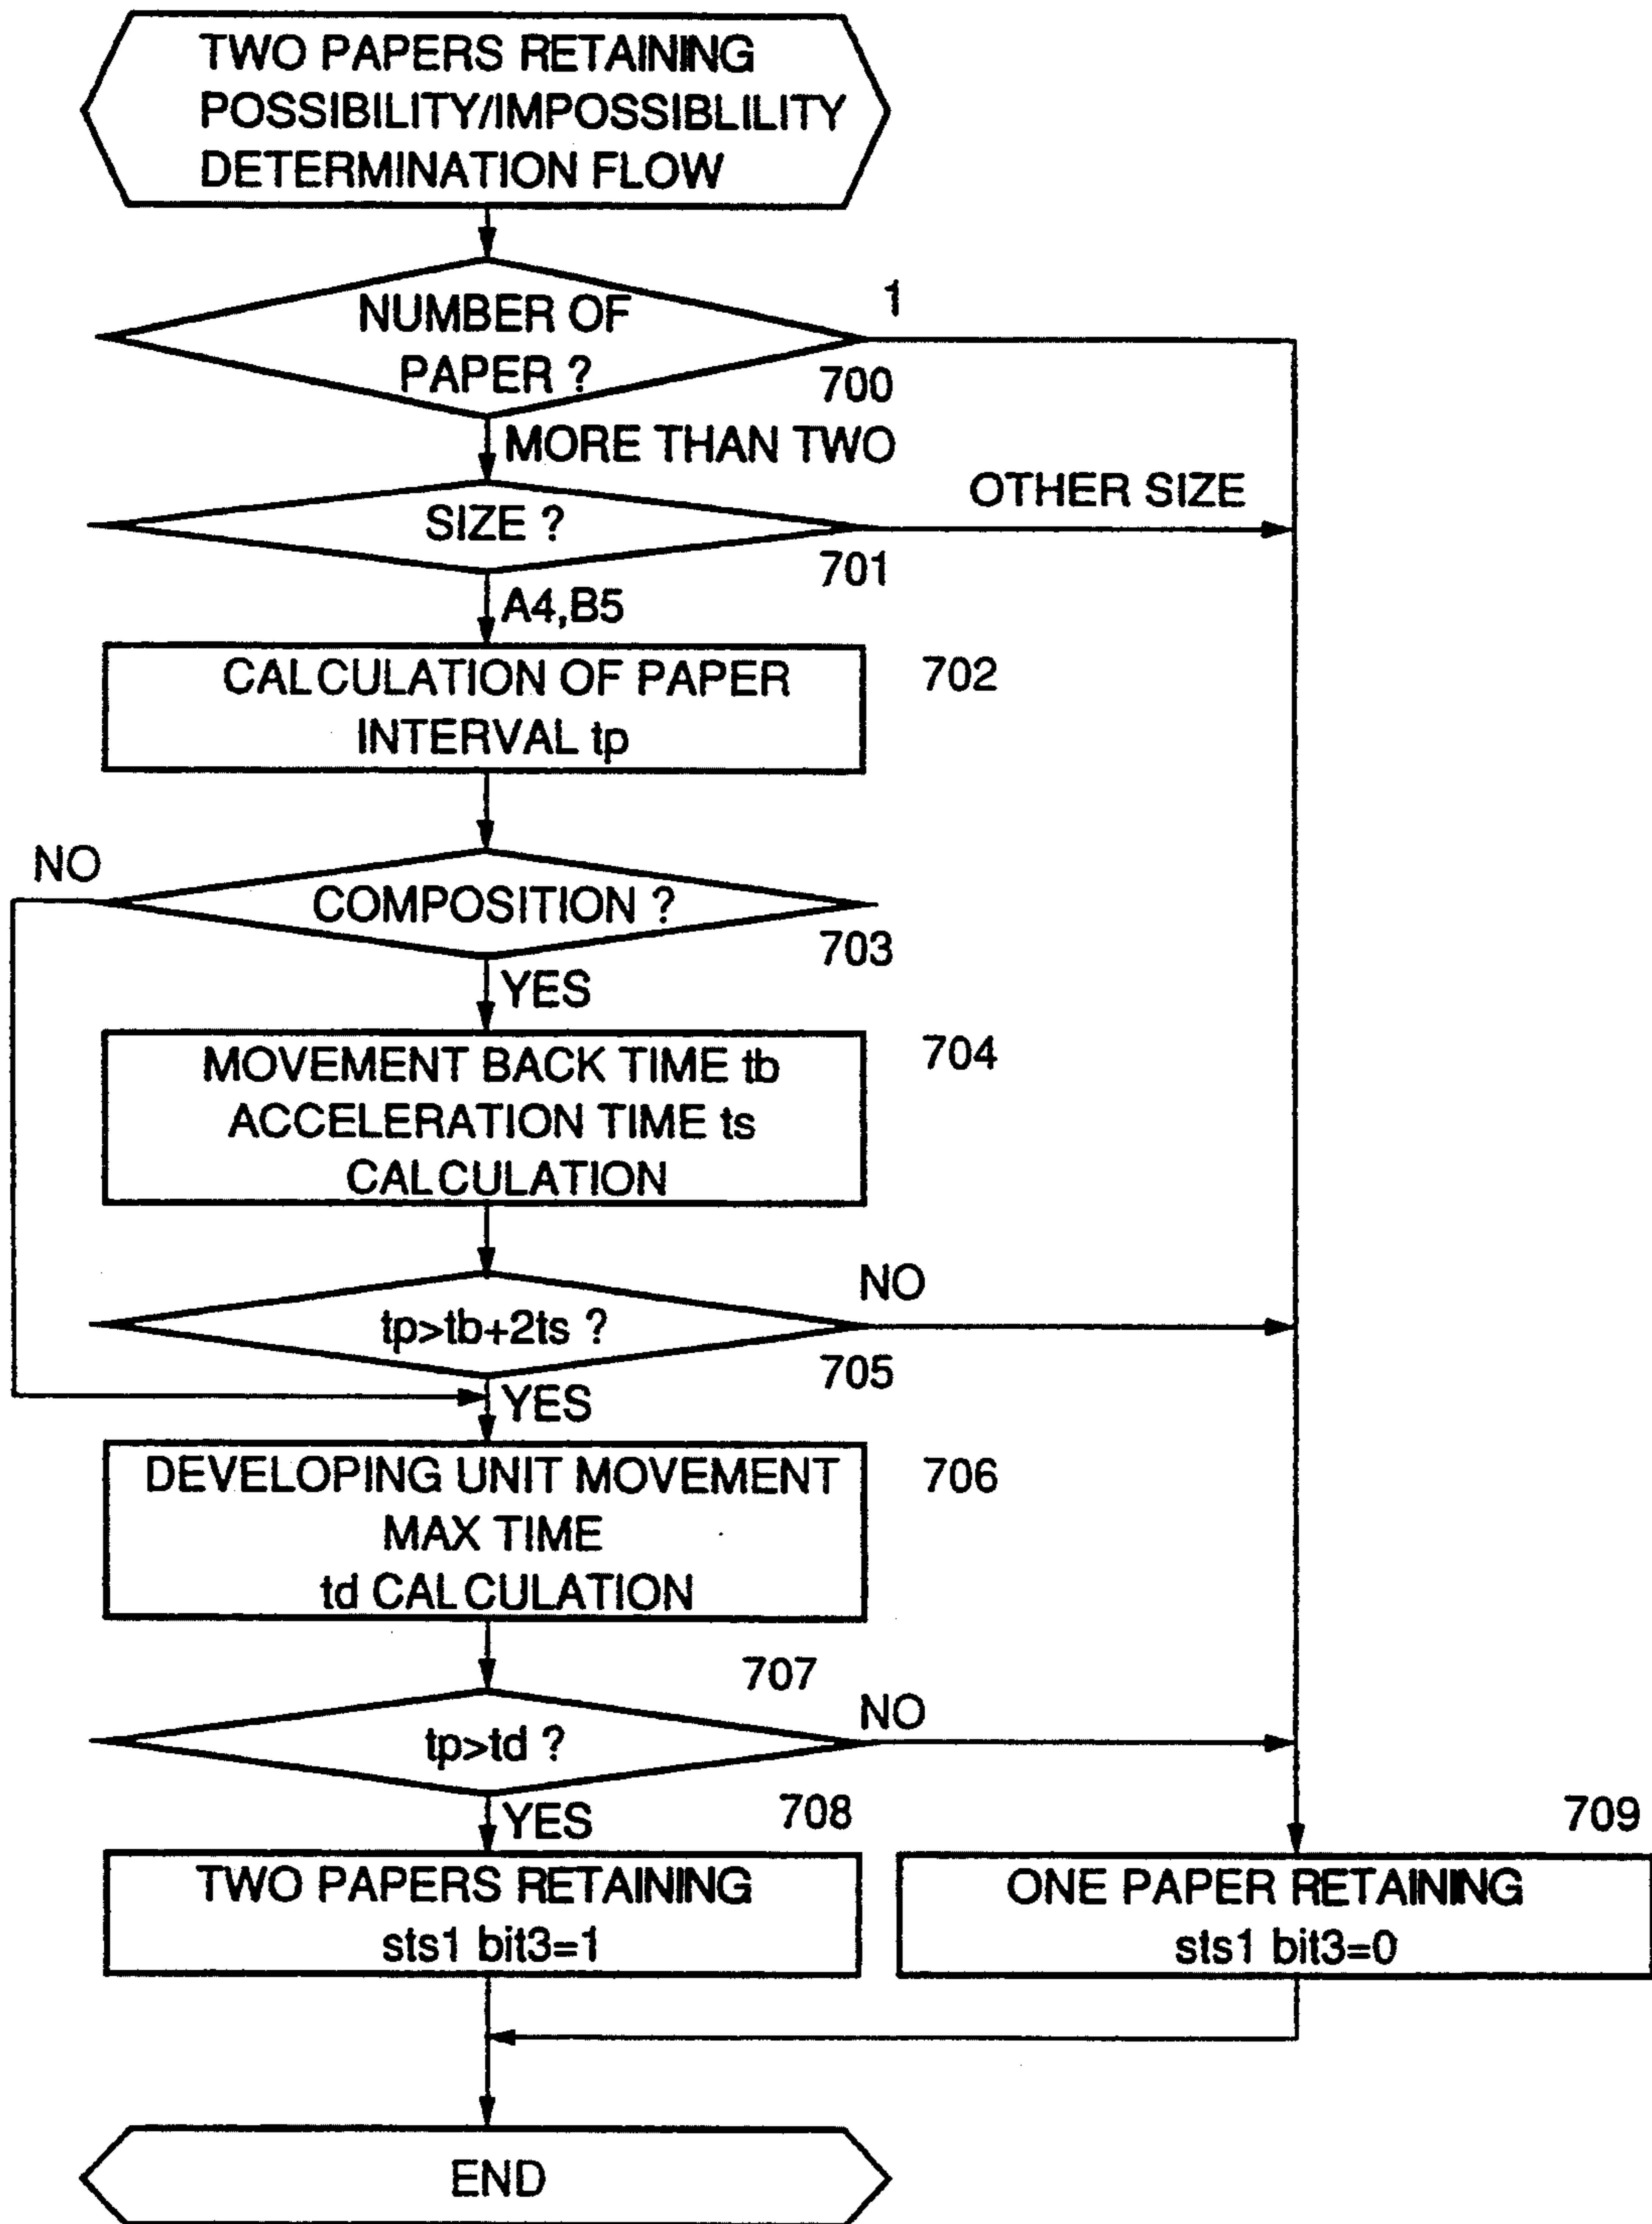 TWO PAPERS RETAINING
POSSIBILITY/IMPOSSIBLILITY
DETERMINATION FLOW
NUMBER OF
PAPER ?
1
700
MORE THAN TWO
SIZE ?
OTHER SIZE
701
A4,B5
CALCULATION OF PAPER
INTERVAL tp
702
NO
COMPOSITION ?
703
YES
MOVEMENT BACK TIME tb
ACCELERATION TIME ts
CALCULATION
704
tp>tb+2ts ?
NO
705
YES
DEVELOPING UNIT MOVEMENT
MAX TIME
td CALCULATION
706
707
tp>td ?
NO
YES
708
TWO PAPERS RETAINING
sts1 bit3=1
709
ONE PAPER RETAINING
sts1 bit3=0
END